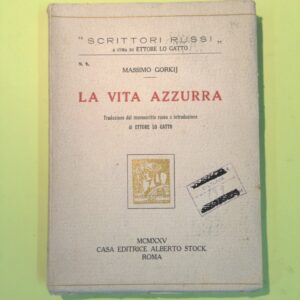 "SCRITTORI RUSSI„
A CURA DI ETTORE LO GATTO
N. 6.
MASSIMO GORKIJ
LA VITA AZZURRA
Traduzione dal manoscritto russo e introduzione
di ETTORE LO GATTO
MCMXXV
CASA EDITRICE ALBERTO STOCK
ROMA